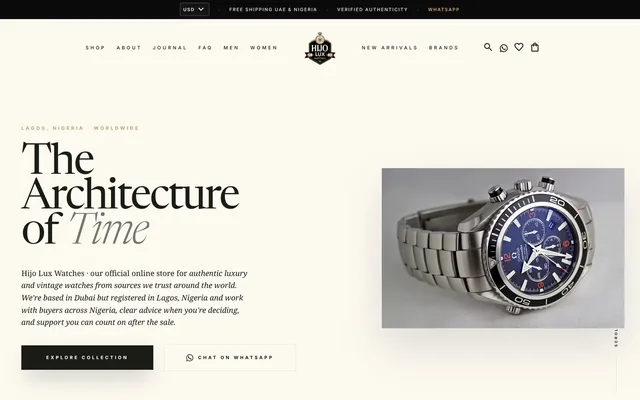 USD
FREE SHIPPING UAE & NIGERIA
VERIFIED AUTHENTICITY
WHATSAPP
SHOP ABOUT JOURNAL FAQ MEN WOMEN
HIJO
LUX
NEW ARRIVALS BRANDS
LAGOS, NIGERIA WORLDWIDE
The
Architecture
of Time
Hijo Lux Watches · our official online store for authentic luxury
and vintage watches from sources we trust around the world.
We're based in Dubai but registered in Lagos, Nigeria and work
with buyers across Nigeria, clear advice when you're deciding,
and support you can count on after the sale.
EXPLORE COLLECTION
CHAT ON WHATSAPP